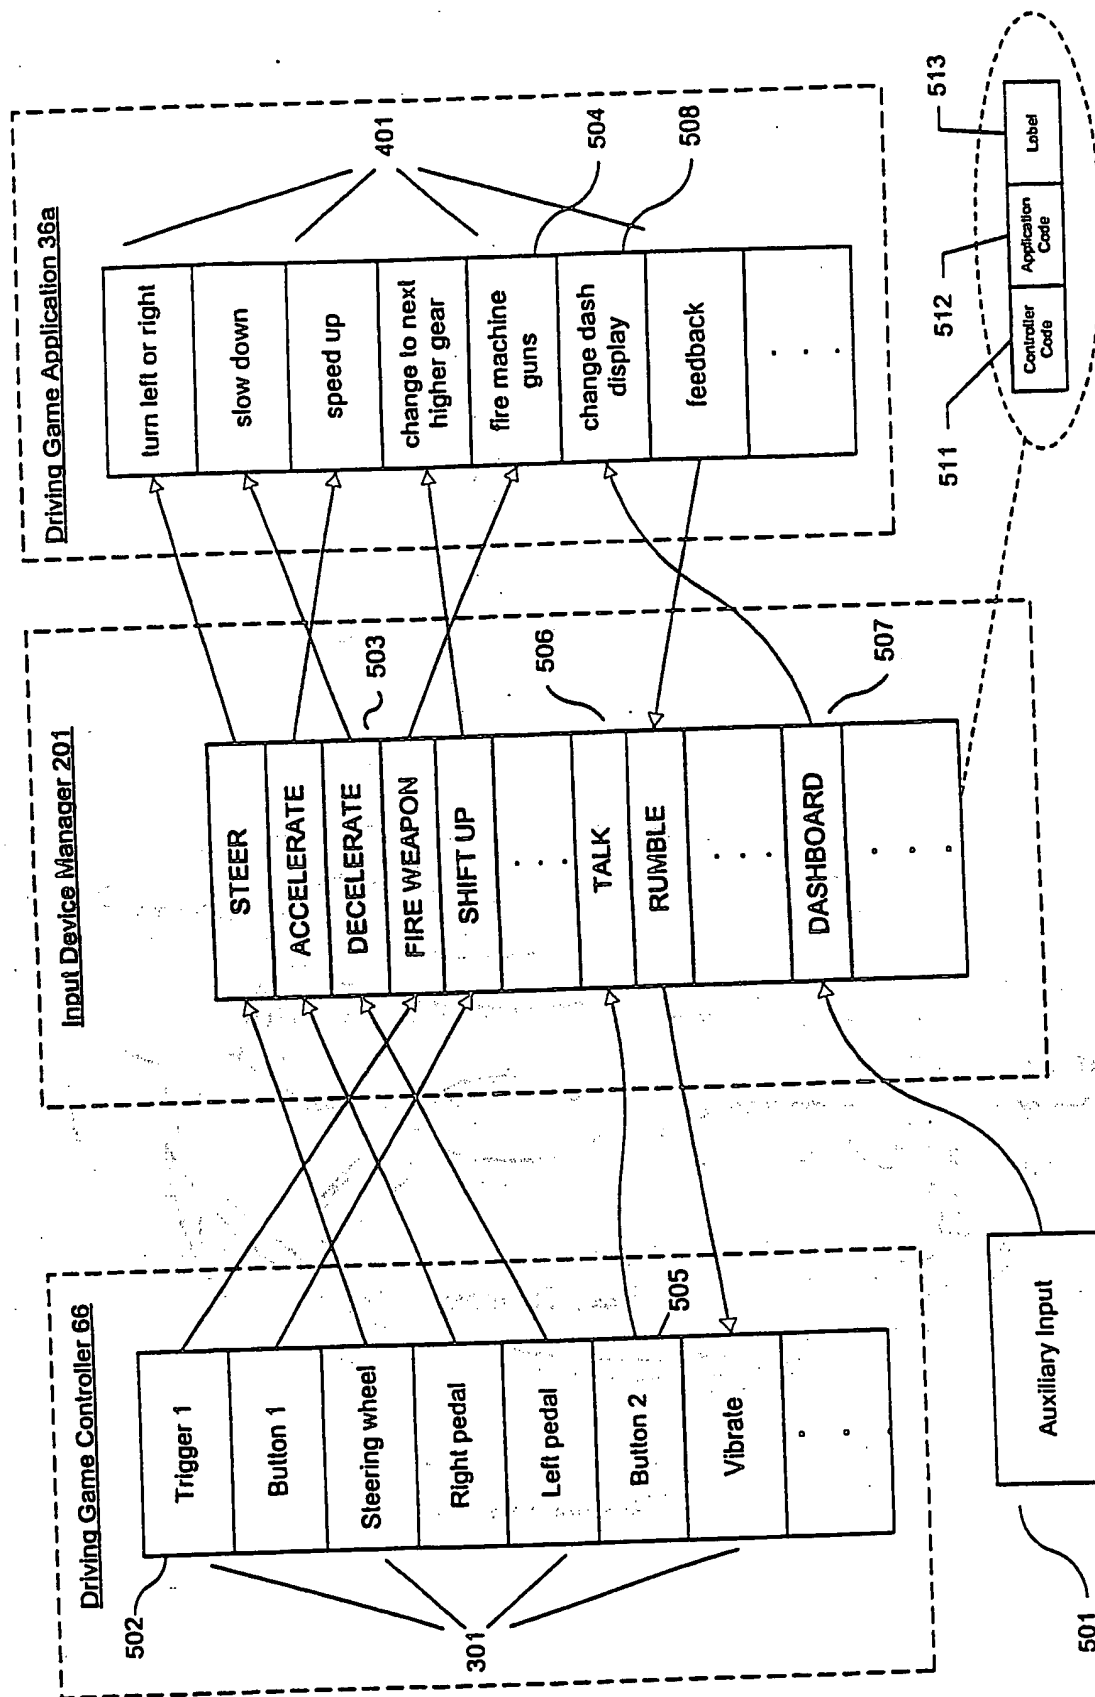 Driving Game Controller 66
502
Trigger 1
Button 1
Steering wheel
Right pedal
Left pedal
Button 2
505
Vibrate
301
501
Auxiliary Input
Input Device Manager 201
STEER
ACCELERATE
DECELERATE
503
FIRE WEAPON
SHIFT UP
. . .
TALK
506
RUMBLE
. . .
DASHBOARD
507
Driving Game Application 36a
turn left or right
slow down
speed up
change to next
higher gear
fire machine
guns
change dash
display
feedback
. . .
401
504
508
511
512
513
Controller
Code
Application
Code
Label